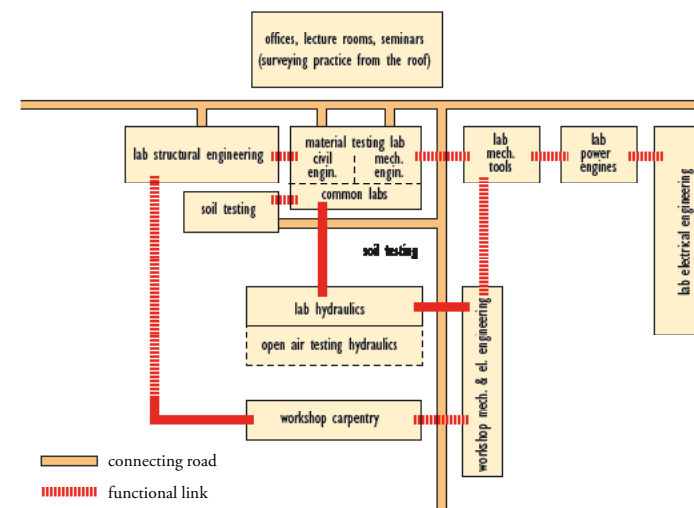 offices, lecture rooms, seminars
(surveying practice from the roof)
lab structural engineering
material testing lab
civil
engin.
mech.
engin.
common labs
lab
mech.
tools
lab
power
engines
lab elextrical engineering
soil testing
soil testing
lab hydraulics
open air testing hydraulics
workshop mech. & el. engineering
workshop carpentry
connecting road
functional link